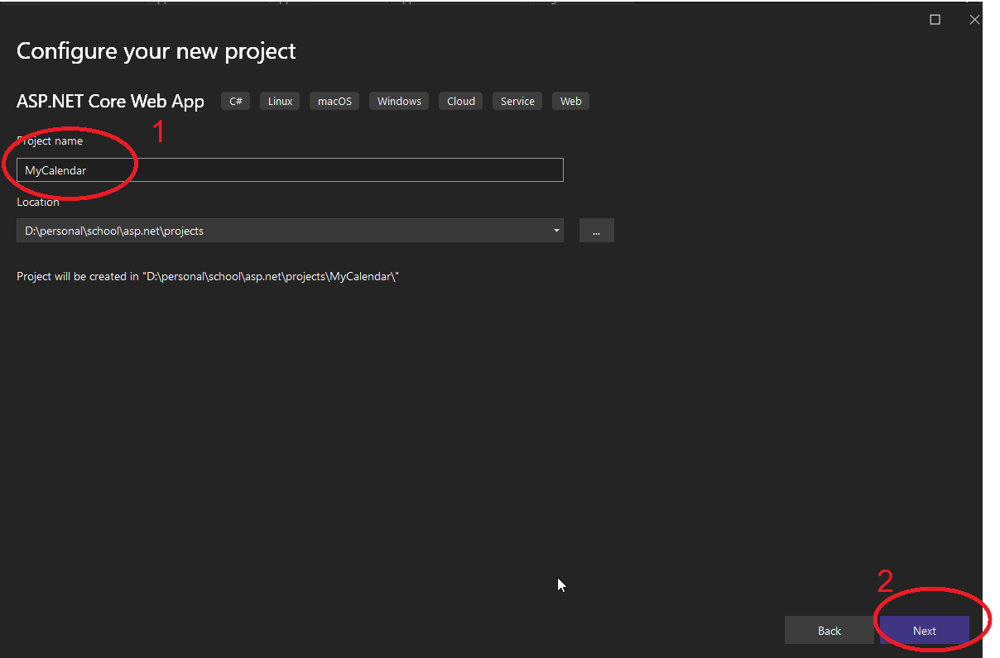 Configure your new project
ASP.NET Core Web App C# Linux macOS Windows Cloud Service Web
1
Project name
MyCalendar
Location
D:\personal\school\asp.net\projects
...
Project will be created in "D:\personal\school\asp.net\projects\MyCalendar\"
2
Back Next